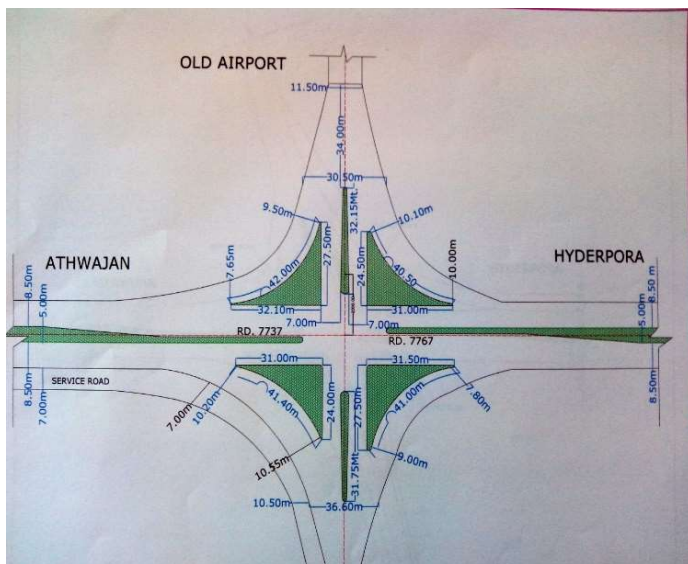 OLD AIRPORT
11.50m
34.00m
30.50m
32.15Mt.
9.50m
10.10m
27.50m
24.50m
7.65m
42.00m
40.50
10.00m
ATHWAJAN
HYDERPORA
32.10m
31.00m
7.00m
7.00m
8.50m
5.00m
8.50 m
5.00m
RD. 7737
RD. 7767
31.00m
31.50m
8.50m
7.00m
SERVICE ROAD
7.00m
10.20m
41.40m
24.00m
27.50m
41.00m
7.80m
8.50m
10.55m
31.75Mt.
9.00m
10.50m
36.60m